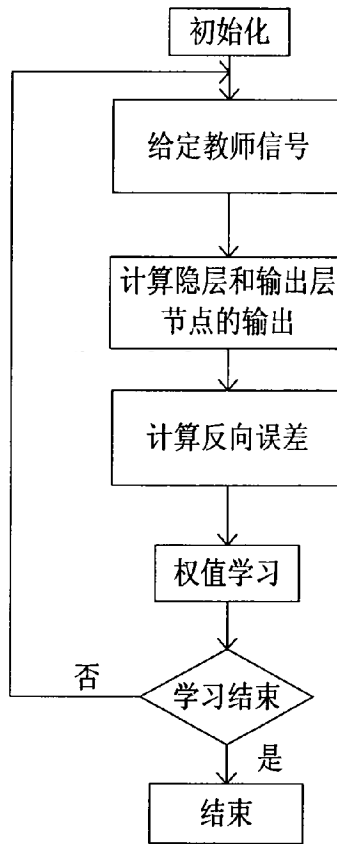 初始化
给定教师信号
计算隐层和输出层
节点的输出
计算反向误差
权值学习
学习结束
否
是
结束